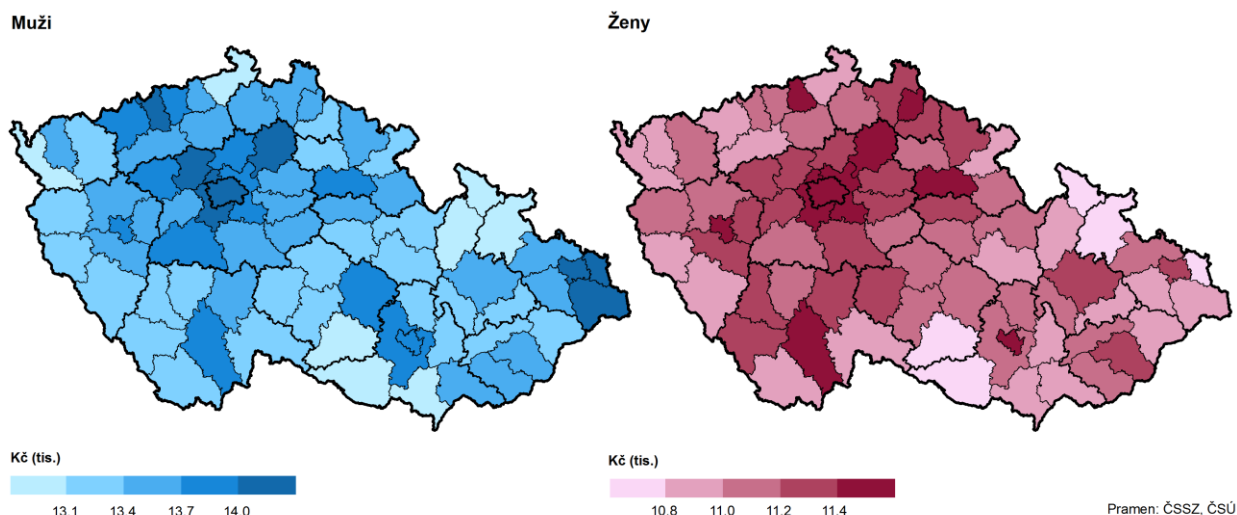 Muži
Ženy
Kč (tis.)
13.1 13.4 13.7 14.0
Kč (tis.)
10.8 11.0 11.2 11.4
Pramen: ČSSZ, ČSÚ